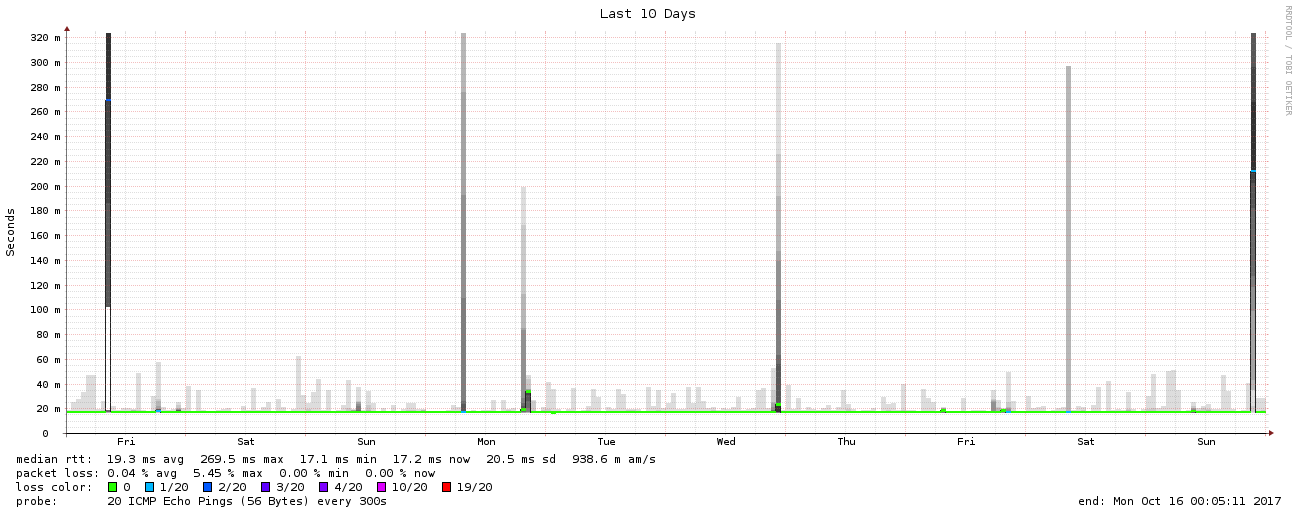 Last 10 Days
RRDTOOL / TOBI OETIKER
Seconds
320 m
300 m
280 m
260 m
240 m
220 m
200 m
180 m
160 m
140 m
120 m
100 m
80 m
60 m
40 m
20 m
0
Fri Sat Sun Mon Tue Wed Thu Fri Sat Sun
median rtt: 19.3 ms avg 269.5 ms max 17.1 ms min 17.2 ms now 20.5 ms sd 938.6 m am/s
packet loss: 0.04 % avg 5.45 % max 0.00 % min 0.00 % now
loss color: 0 1/20 2/20 3/20 4/20 10/20 19/20
probe: 20 ICMP Echo Pings (56 Bytes) every 300s end: Mon Oct 16 00:05:11 2017